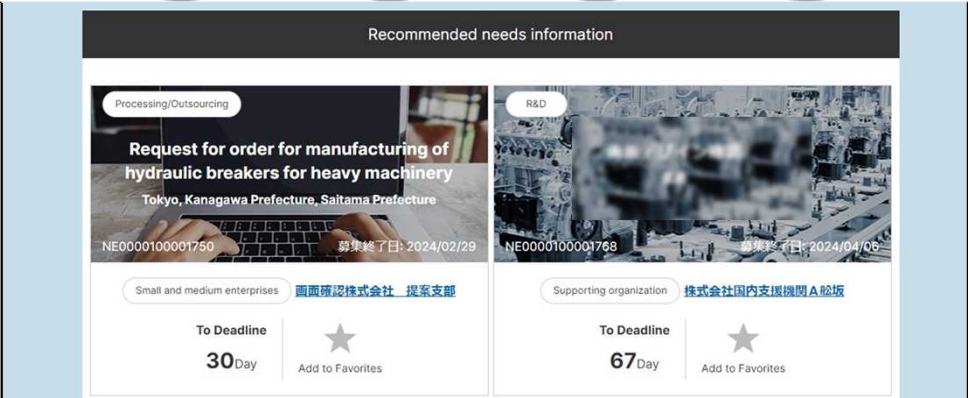 Recommended needs information
Processing/Outsourcing
Request for order for manufacturing of
hydraulic breakers for heavy machinery
Tokyo, Kanagawa Prefecture, Saitama Prefecture
NE0000100001750
募集終了日: 2024/02/29
Small and medium enterprises
画面確認株式会社 提案支部
To Deadline
30Day
Add to Favorites
R&D
NE0000100001768
募集終了日: 2024/04/06
Supporting organization
株式会社国内支援機関A舩坂
To Deadline
67Day
Add to Favorites